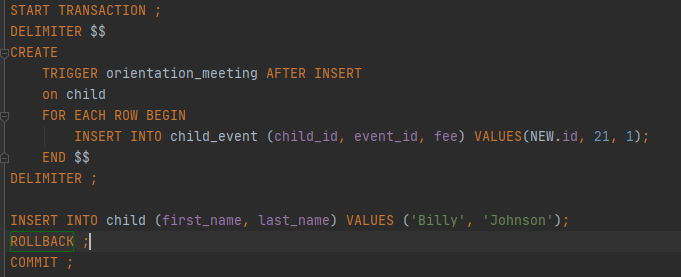 START TRANSACTION ;
DELIMITER $$
CREATE
    TRIGGER orientation_meeting AFTER INSERT
    on child
    FOR EACH ROW BEGIN
        INSERT INTO child_event (child_id, event_id, fee) VALUES(NEW.id, 21, 1);
    END $$
DELIMITER ;

INSERT INTO child (first_name, last_name) VALUES ('Billy', 'Johnson');
ROLLBACK ;
COMMIT ;